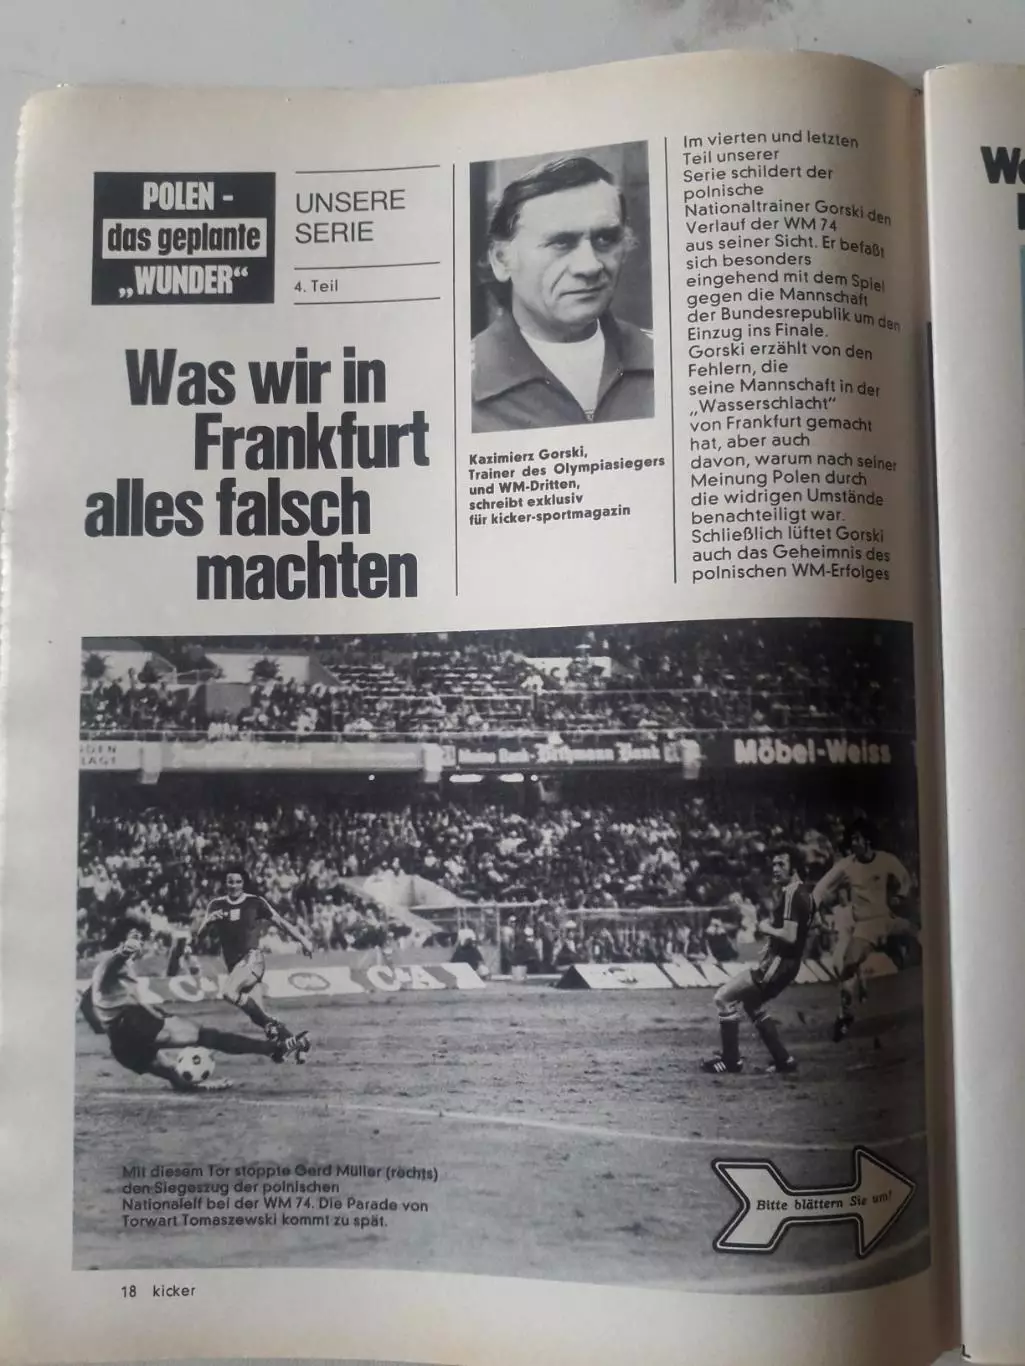 POLEN -
das geplante
„WUNDER“
UNSERE
SERIE
4. Teil
Was wir in
Frankfurt
alles falsch
machten
Kazimierz Gorski,
Trainer des Olympiasiegers
und WM-Dritten,
schreibt exklusiv
für kicker-sportmagazin
Im vierten und letzten
Teil unserer
Serie schildert der
polnische
Nationaltrainer Gorski den
Verlauf der WM 74
aus seiner Sicht. Er befaßt
sich besonders
eingehend mit dem Spiel
gegen die Mannschaft
der Bundesrepublik um den
Einzug ins Finale.
Gorski erzählt von den
Fehlern, die
seine Mannschaft in der
„Wasserschlacht“
von Frankfurt gemacht
hat, aber auch
davon, warum nach seiner
Meinung Polen durch
die widrigen Umstände
benachteiligt war.
Schließlich lüftet Gorski
auch das Geheimnis des
polnischen WM-Erfolges
Bank
Möbel-Weiss
Mit diesem Tor stoppte Gerd Müller (rechts)
den Siegeszug der polnischen
Nationalelf bei der WM 74. Die Parade von
Torwart Tomaszewski kommt zu spät.
Bitte blättern Sie um!
18 kicker